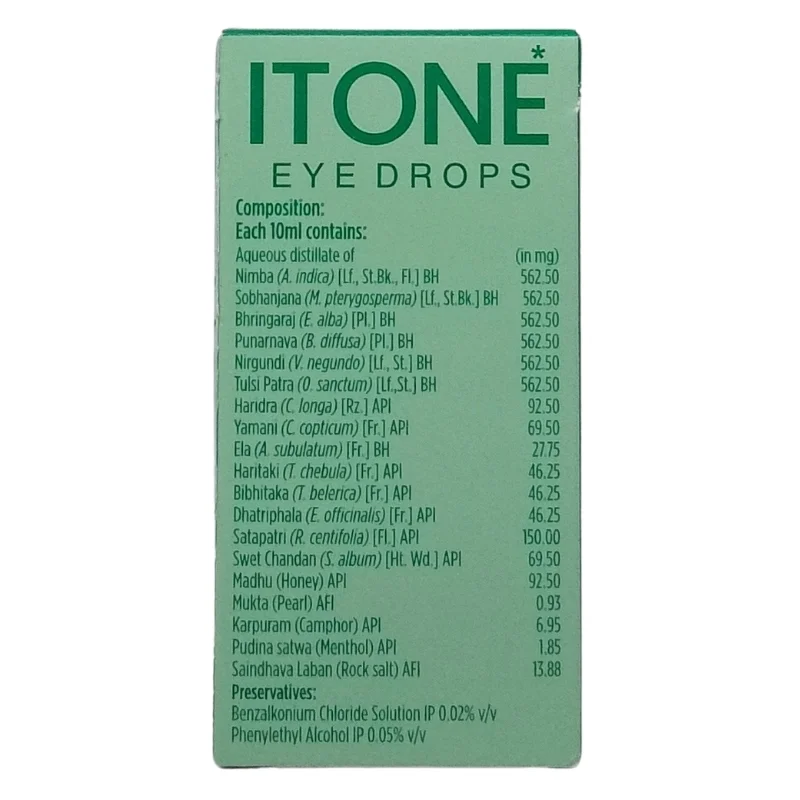 ITONE*
EYE DROPS
Composition:
Each 10ml contains:
Aqueous distillate of (in mg)
Nimba (A. indica) [Lf., St.Bk., Fl.] BH 562.50
Sobhanjana (M. pterygosperma) [Lf., St.Bk.] BH 562.50
Bhringaraj (E. alba) [Pl.] BH 562.50
Punarnava (B. diffusa) [Pl.] BH 562.50
Nirgundi (V. negundo) [Lf., St.] BH 562.50
Tulsi Patra (O. sanctum) [Lf.,St.] BH 562.50
Haridra (C. longa) [Rz.] API 92.50
Yamani (C. copticum) [Fr.] API 69.50
Ela (A. subulatum) [Fr.] BH 27.75
Haritaki (T. chebula) [Fr.] API 46.25
Bibhitaka (T. belerica) [Fr.] API 46.25
Dhatriphala (E. officinalis) [Fr.] API 46.25
Satapatri (R. centifolia) [Fl.] API 150.00
Swet Chandan (S. album) [Ht. Wd.] API 69.50
Madhu (Honey) API 92.50
Mukta (Pearl) AFI 0.93
Karpuram (Camphor) API 6.95
Pudina satwa (Menthol) API 1.85
Saindhava Laban (Rock salt) AFI 13.88
Preservatives:
Benzalkonium Chloride Solution IP 0.02% v/v
Phenylethyl Alcohol IP 0.05% v/v